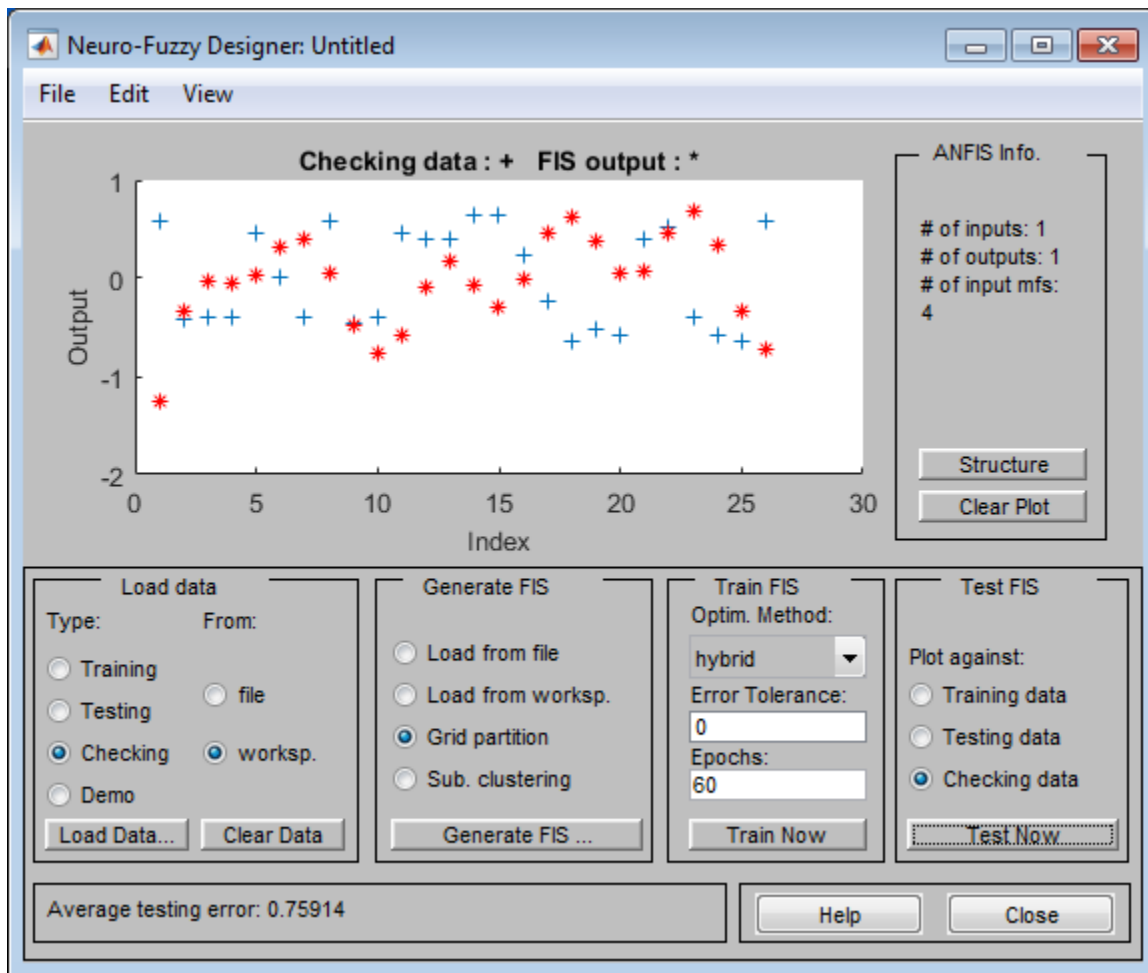 Neuro-Fuzzy Designer: Untitled
File Edit View
Checking data : + FIS output : *
1
0
-1
-2
Output
0 5 10 15 20 25 30
Index
ANFIS Info.
# of inputs: 1
# of outputs: 1
# of input mfs:
4
Structure
Clear Plot
Load data
Type: From:
Training
Testing
Checking
Demo
file
worksp.
Load Data... Clear Data
Generate FIS
Load from file
Load from worksp.
Grid partition
Sub. clustering
Generate FIS ...
Train FIS
Optim. Method:
hybrid
Error Tolerance:
0
Epochs:
60
Train Now
Test FIS
Plot against:
Training data
Testing data
Checking data
Test Now
Average testing error: 0.75914
Help Close